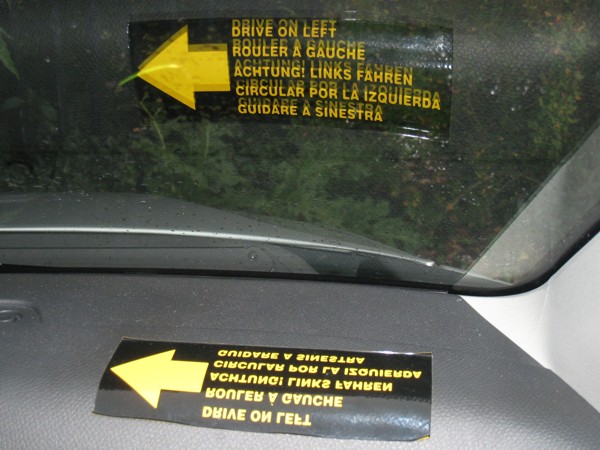 DRIVE ON LEFT
ROULER À GAUCHE
ACHTUNG! LINKS FAHREN
CIRCULAR POR LA IZQUIERDA
GUIDARE A SINESTRA
GUIDARE A SINESTRA
CIRCULAR POR LA IZQUIERDA
ACHTUNG! LINKS FAHREN
ROULER À GAUCHE
DRIVE ON LEFT